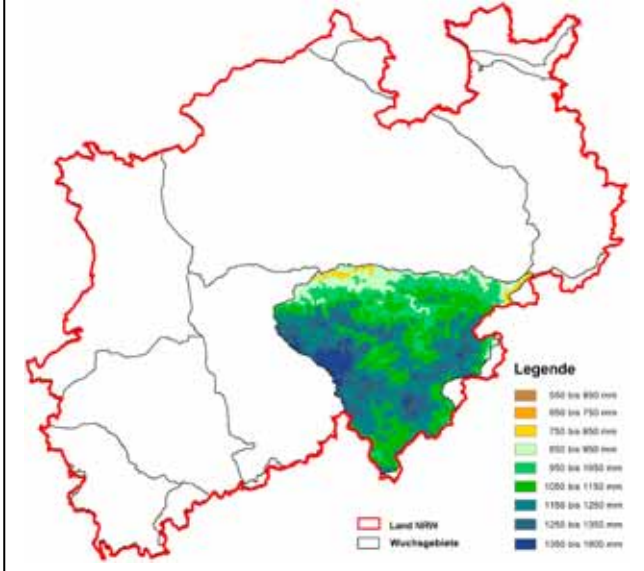 Legende
550 bis 650 mm
650 bis 750 mm
750 bis 850 mm
850 bis 950 mm
950 bis 1050 mm
1050 bis 1150 mm
1150 bis 1250 mm
1250 bis 1350 mm
1350 bis 1600 mm
Land NRW
Wuchsgebiete